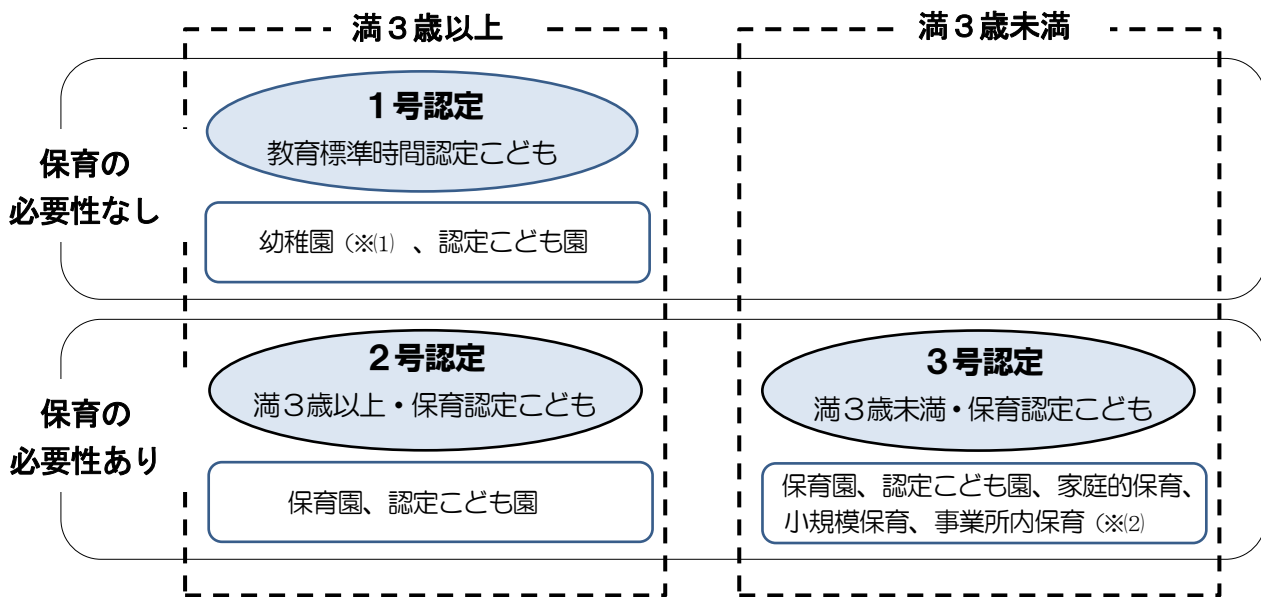 満３歳以上
満３歳未満
保育の
必要性なし
１号認定
教育標準時間認定こども
幼稚園（※⑴　、認定こども園
保育の
必要性あり
２号認定
満３歳以上・保育認定こども
保育園、認定こども園
３号認定
満３歳未満・保育認定こども
保育園、認定こども園、家庭的保育、
小規模保育、事業所内保育（※⑵